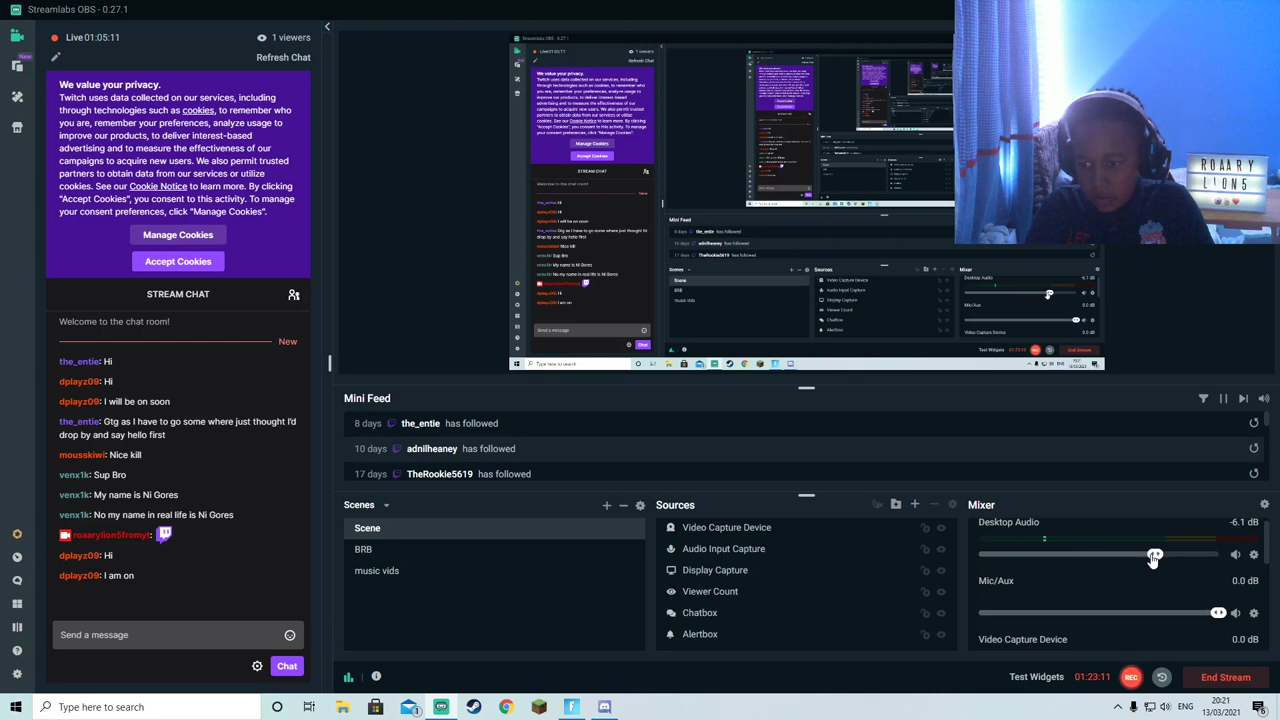 Streamlabs OBS - 0.27.1
Live 01:05:11
1 viewers
New
Refresh Chat
We value your privacy.
Twitch uses data collected on our services, including
through technologies such as cookies, to remember who
you are, remember your preferences, analyze usage to
improve our products, to deliver interest-based
advertising and to measure the effectiveness of our
campaigns to acquire new users. We also permit trusted
partners to obtain data from our services or utilize
cookies. See our Cookie Notice to learn more. By clicking
"Accept Cookies", you consent to this activity. To manage
your consent preferences, click "Manage Cookies".
Manage Cookies
Accept Cookies
STREAM CHAT
Welcome to the chat room!
New
the_entie: Hi
dplayz09: Hi
dplayz09: I will be on soon
the_entie: Gtg as I have to go some where just thought I'd
drop by and say hello first
mousskiwi: Nice kill
venx1k: Sup Bro
venx1k: My name is Ni Gores
venx1k: No my name in real life is Ni Gores
roaarylion5fromyt:
dplayz09: Hi
dplayz09: I am on
Send a message
Chat
Mini Feed
8 days the_entie has followed
10 days adnilheaney has followed
17 days TheRookie5619 has followed
Scenes
Scene
BRB
music vids
Sources
Video Capture Device
Audio Input Capture
Display Capture
Viewer Count
Chatbox
Alertbox
Mixer
Desktop Audio -6.1 dB
Mic/Aux 0.0 dB
Video Capture Device 0.0 dB
Test Widgets 01:23:11 REC End Stream
Type here to search
ENG
20:21
13/03/2021